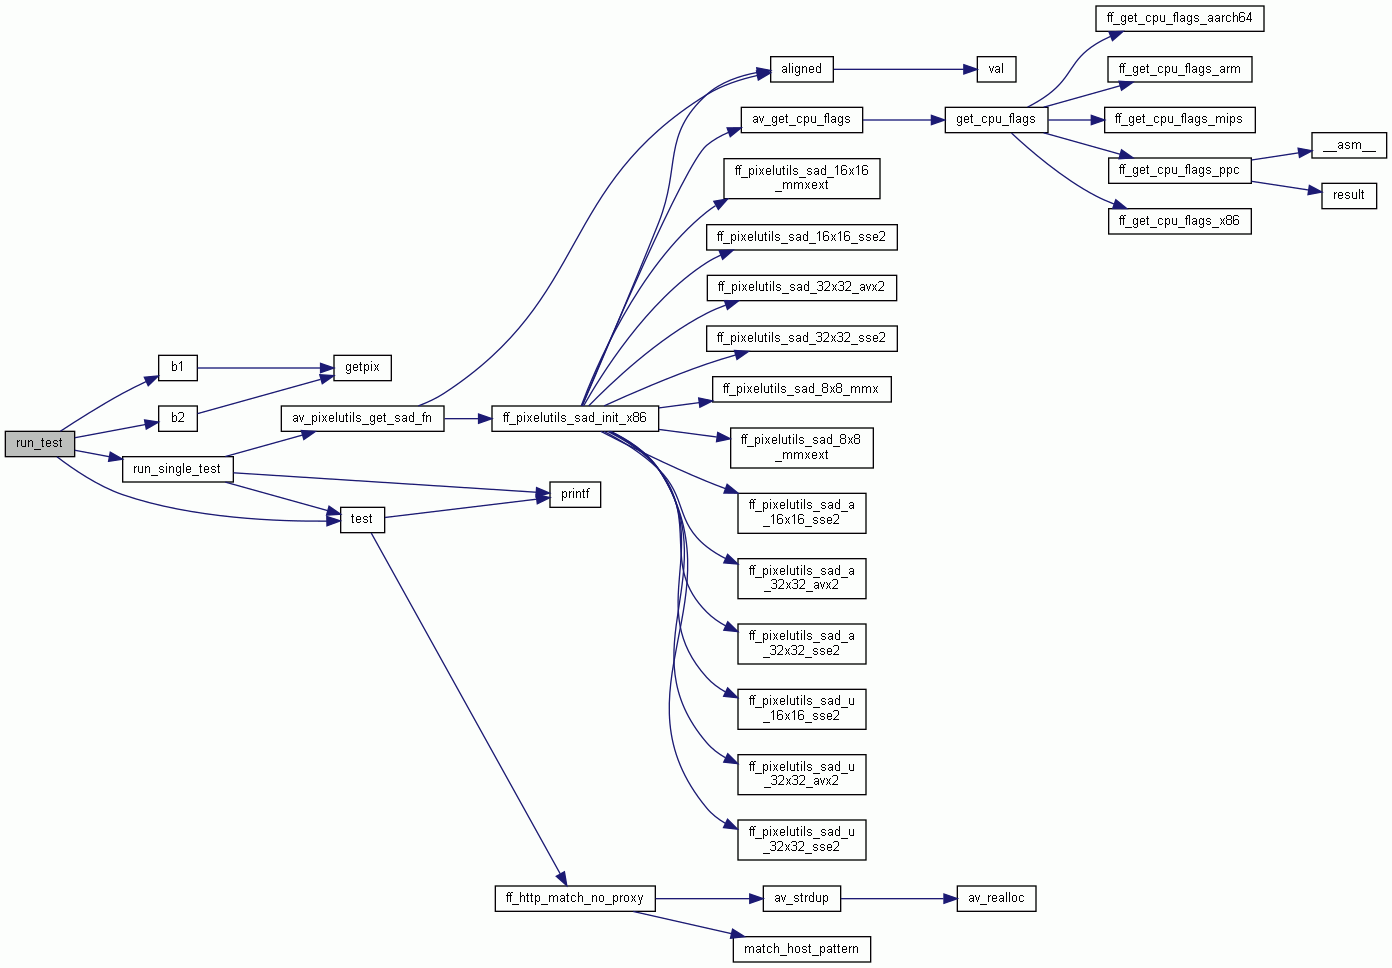 ff_get_cpu_flags_aarch64
aligned
val
ff_get_cpu_flags_arm
av_get_cpu_flags
get_cpu_flags
ff_get_cpu_flags_mips
__asm__
ff_pixelutils_sad_16x16
_mmxext
ff_get_cpu_flags_ppc
result
ff_get_cpu_flags_x86
ff_pixelutils_sad_16x16_sse2
ff_pixelutils_sad_32x32_avx2
ff_pixelutils_sad_32x32_sse2
b1
getpix
ff_pixelutils_sad_8x8_mmx
b2
av_pixelutils_get_sad_fn
ff_pixelutils_sad_init_x86
run_test
ff_pixelutils_sad_8x8
_mmxext
run_single_test
printf
ff_pixelutils_sad_a
_16x16_sse2
test
ff_pixelutils_sad_a
_32x32_avx2
ff_pixelutils_sad_a
_32x32_sse2
ff_pixelutils_sad_u
_16x16_sse2
ff_pixelutils_sad_u
_32x32_avx2
ff_pixelutils_sad_u
_32x32_sse2
ff_http_match_no_proxy
av_strdup
av_realloc
match_host_pattern